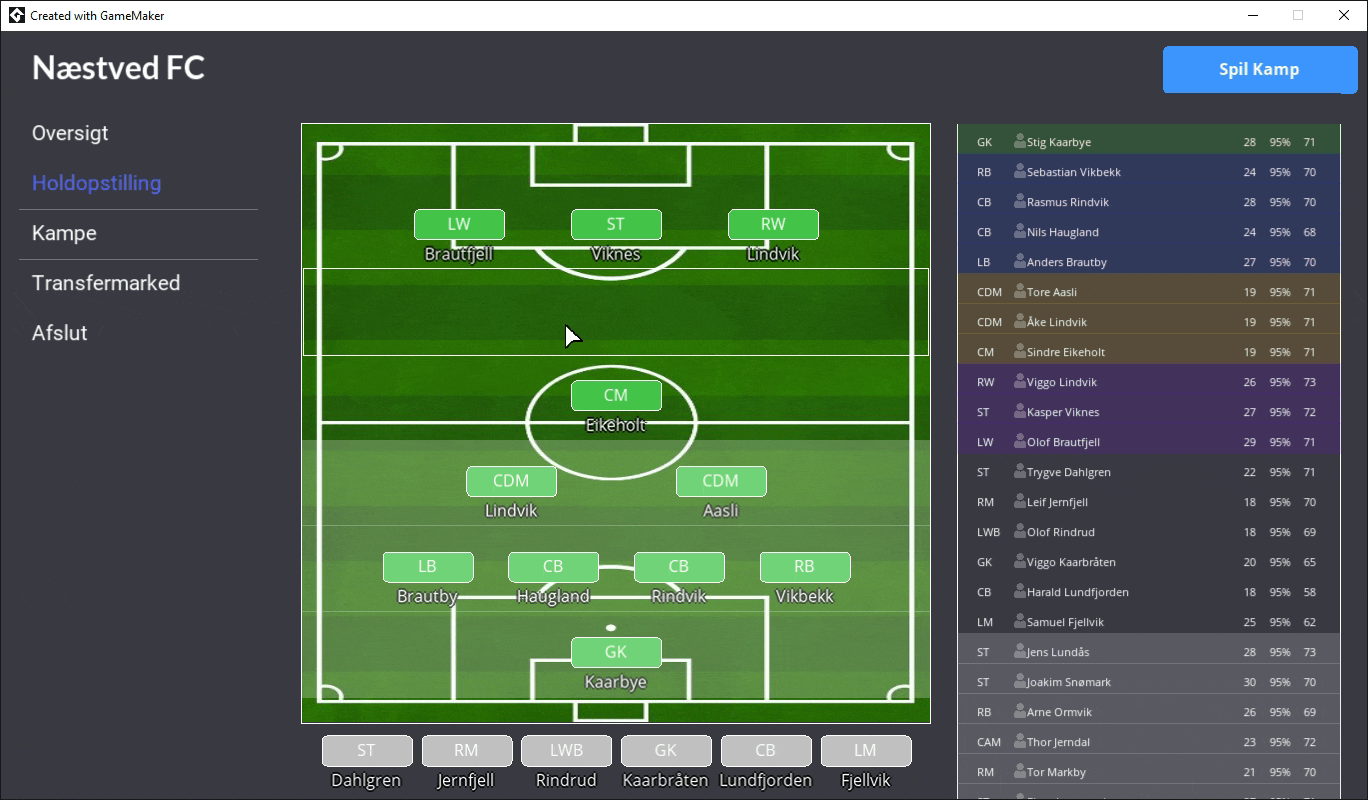 Created with GameMaker
Næstved FC
Spil Kamp
Oversigt
Holdopstilling
Kampe
Transfermarked
Afslut
LW ST RW
Brautfjell Viknes Lindvik
CM
Eikeholt
CDM CDM
Lindvik Aasli
LB CB CB RB
Brautby Haugland Rindvik Vikbekk
GK
Kaarbye
ST RM LWB GK CB LM
Dahlgren Jernfjell Rindrud Kaarbråten Lundfjorden Fjellvik
GK Stig Kaarbye 28 95% 71
RB Sebastian Vikbekk 24 95% 70
CB Rasmus Rindvik 28 95% 70
CB Nils Haugland 24 95% 68
LB Anders Brautby 27 95% 70
CDM Tore Aasli 19 95% 71
CDM Åke Lindvik 19 95% 71
CM Sindre Eikeholt 19 95% 71
RW Viggo Lindvik 26 95% 73
ST Kasper Viknes 27 95% 72
LW Olof Brautfjell 29 95% 71
ST Trygve Dahlgren 22 95% 71
RM Leif Jernfjell 18 95% 70
LWB Olof Rindrud 18 95% 69
GK Viggo Kaarbråten 20 95% 65
CB Harald Lundfjorden 18 95% 58
LM Samuel Fjellvik 25 95% 62
ST Jens Lundås 28 95% 73
ST Joakim Snømark 30 95% 70
RB Arne Ormvik 26 95% 69
CAM Thor Jerndal 23 95% 72
RM Tor Markby 21 95% 70